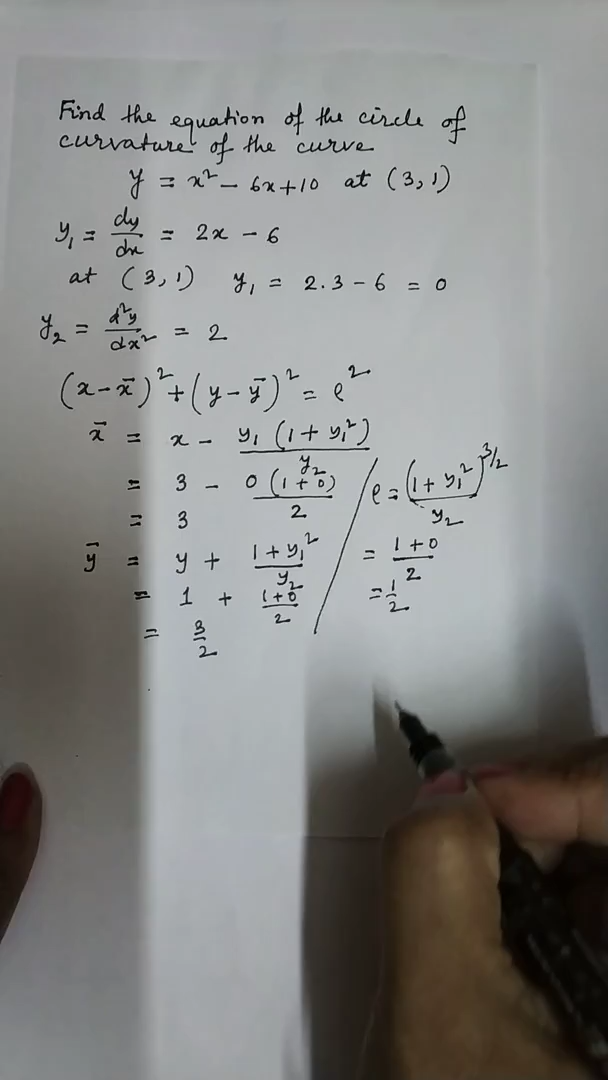 Find the equation of the circle of
curvature of the curve
y = x² - 6x+10 at (3,1)
y₁ = dy/dx = 2x - 6
at (3,1) y₁ = 2.3 - 6 = 0
y₂ = d²y/dx² = 2
(x - x̄)² + (y - ȳ)² = ρ²
x̄ = x - y₁(1 + y₁²)/y₂
= 3 - 0(1+0)/2
= 3
ȳ = y + (1 + y₁²)/y₂
= 1 + (1+0)/2
= 3/2
ρ = (1 + y₁²)^3/2 / y₂
= (1+0)/2
= 1/2